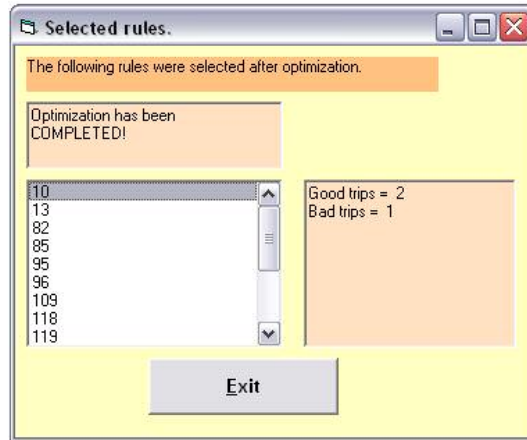 Selected rules.
The following rules were selected after optimization.
Optimization has been
COMPLETED!
10
13
82
85
95
96
109
118
119
Good trips = 2
Bad trips = 1
Exit